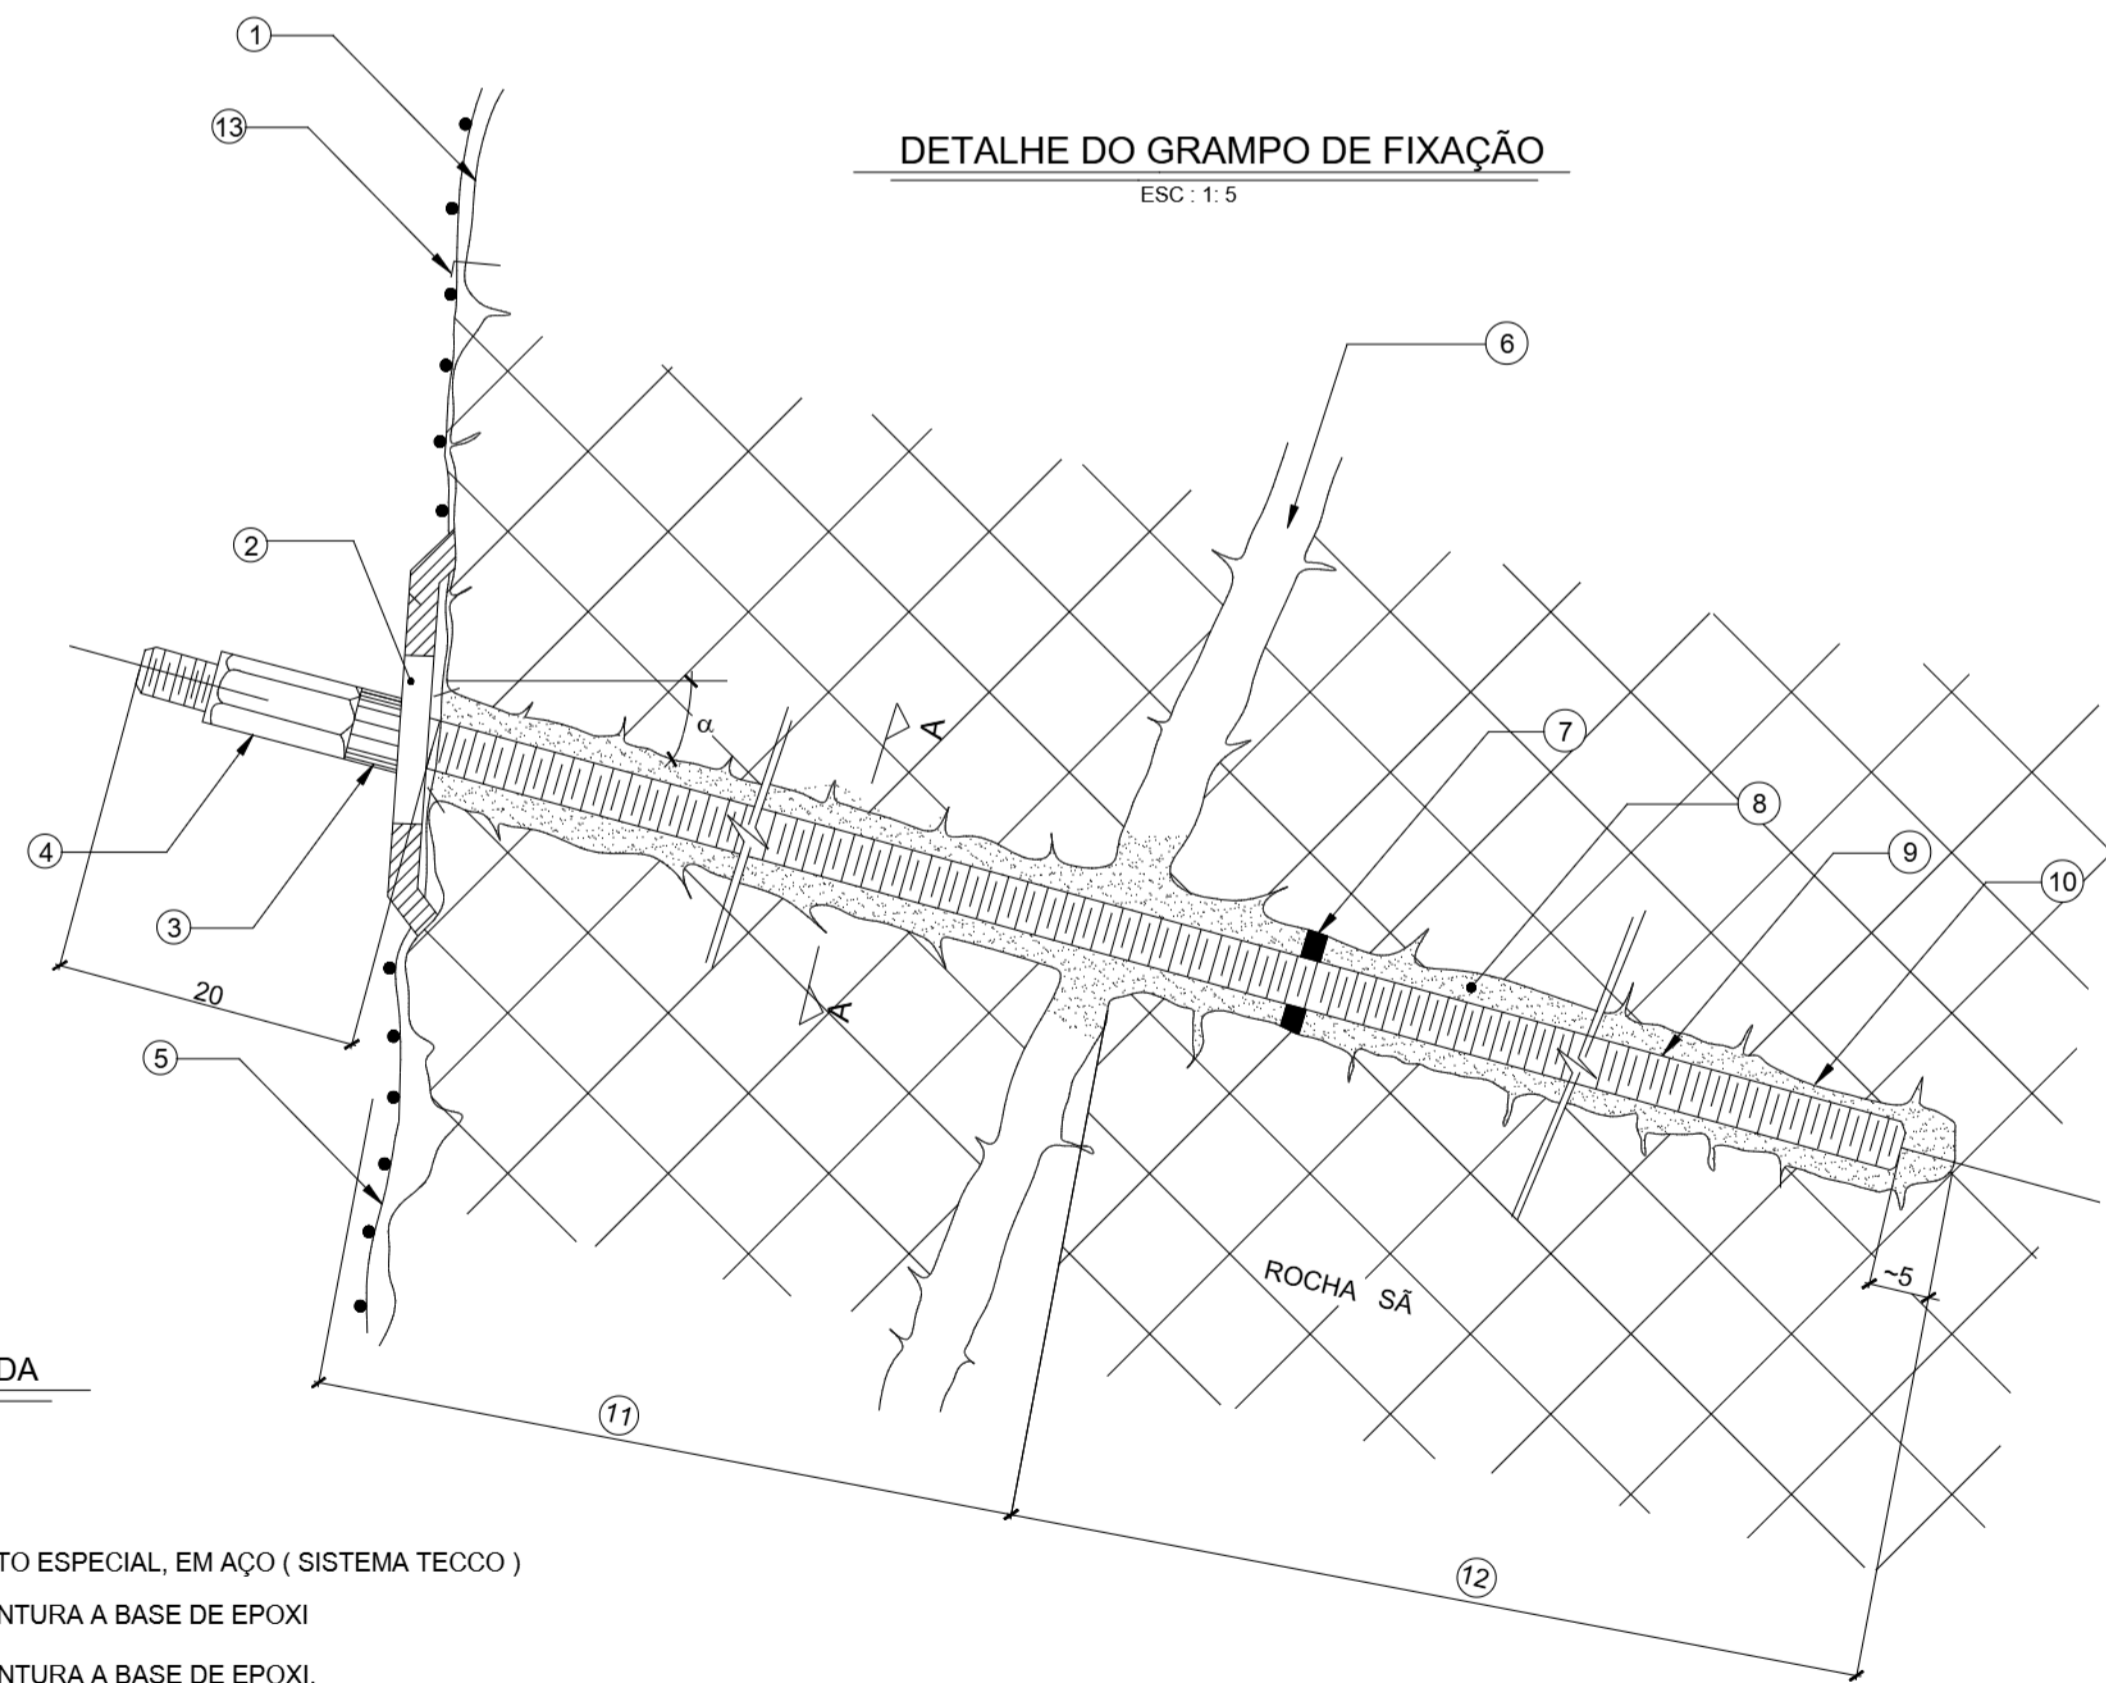 1
13
DETALHE DO GRAMPO DE FIXAÇÃO
ESC : 1: 5
6
2
α
A
7
8
9
4
10
3
20
A
5
ROCHA SÃ
~5
DA
11
12
TO ESPECIAL, EM AÇO ( SISTEMA TECCO )
NTURA A BASE DE EPOXI
NTURA A BASE DE EPOXI.